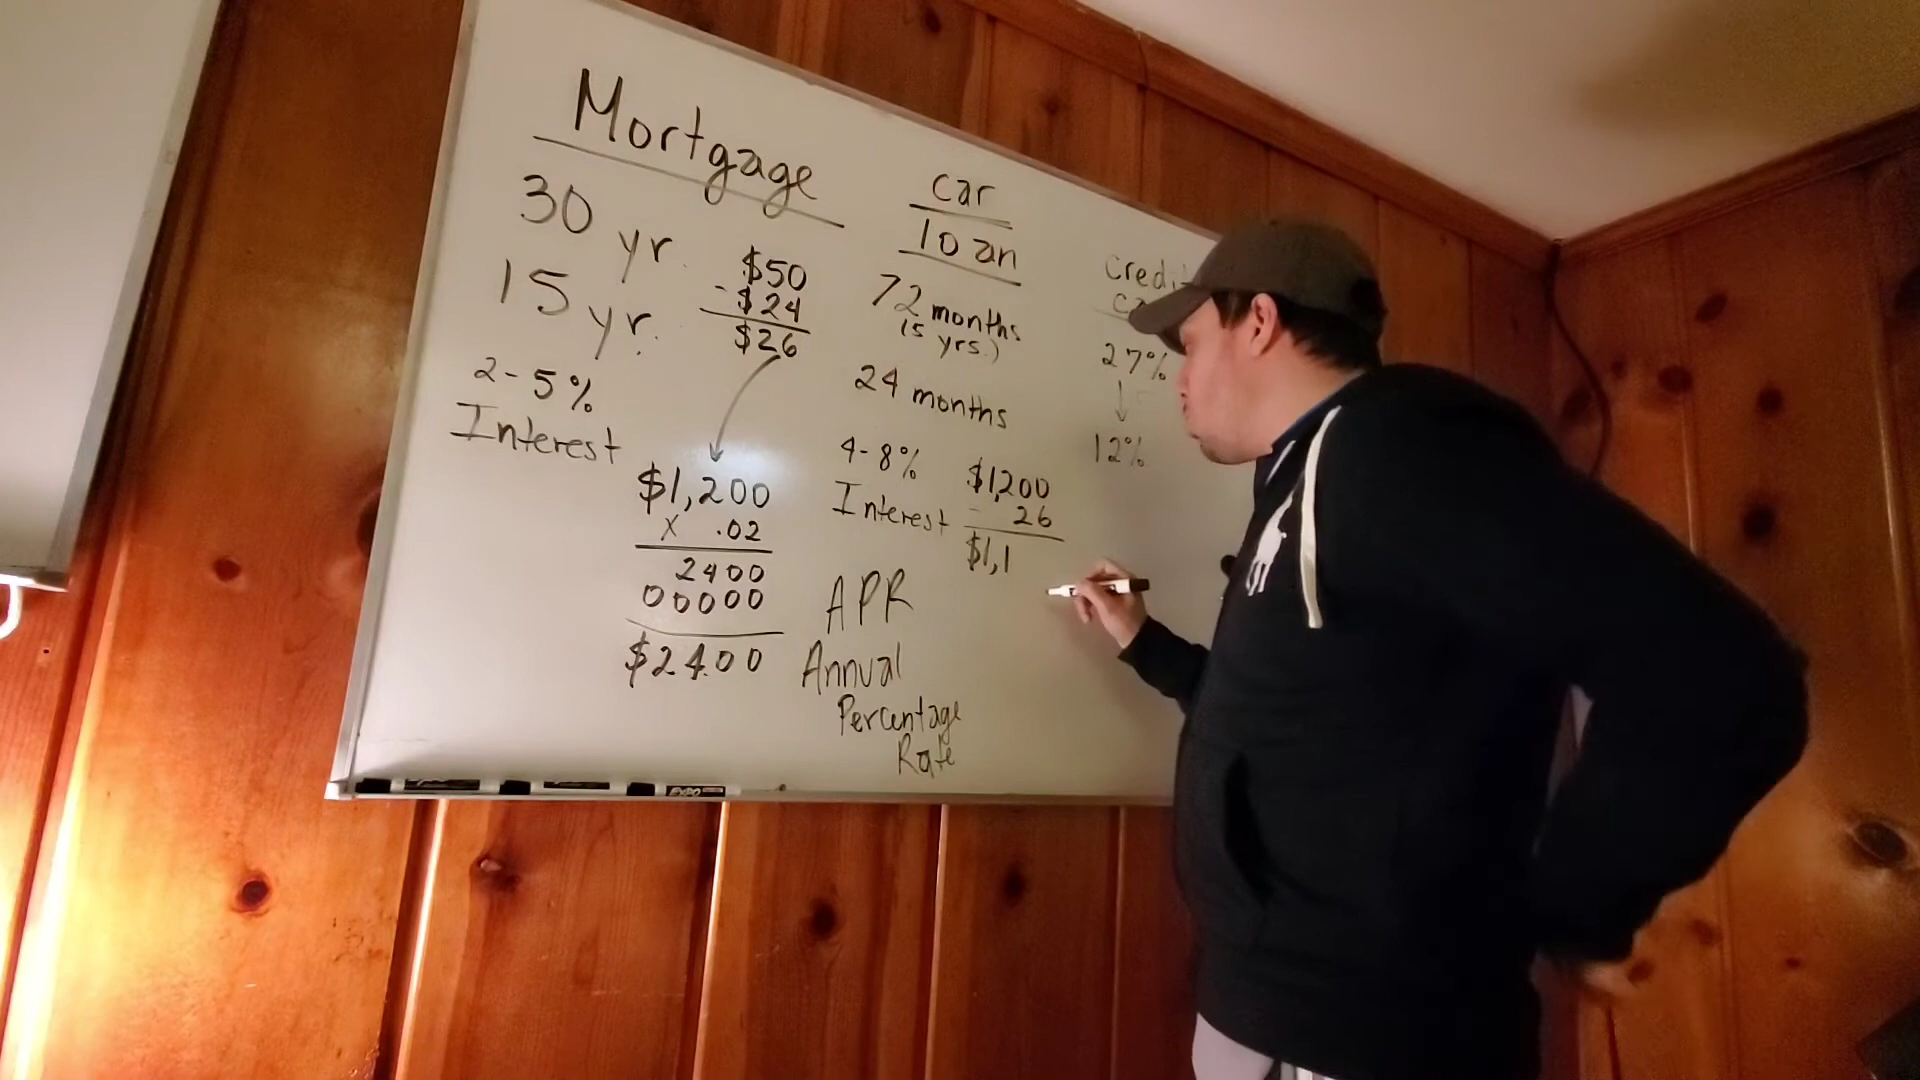 Mortgage
30 yr.
15 yr.
2-5%
Interest
$50
- $24
$26
$1,200
x .02
2400
00000
$24.00
car
loan
72 months
(5 yrs.)
24 months
4-8%
Interest
APR
Annual
Percentage
Rate
$1,200
- 26
$1,1
27%
12%
EXPO